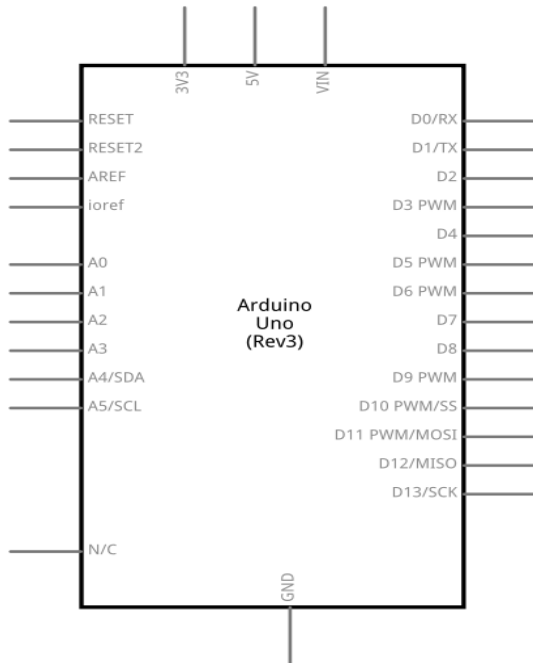 3V3
5V
VIN
RESET
RESET2
AREF
ioref
A0
A1
A2
A3
A4/SDA
A5/SCL
N/C
Arduino
Uno
(Rev3)
D0/RX
D1/TX
D2
D3 PWM
D4
D5 PWM
D6 PWM
D7
D8
D9 PWM
D10 PWM/SS
D11 PWM/MOSI
D12/MISO
D13/SCK
GND